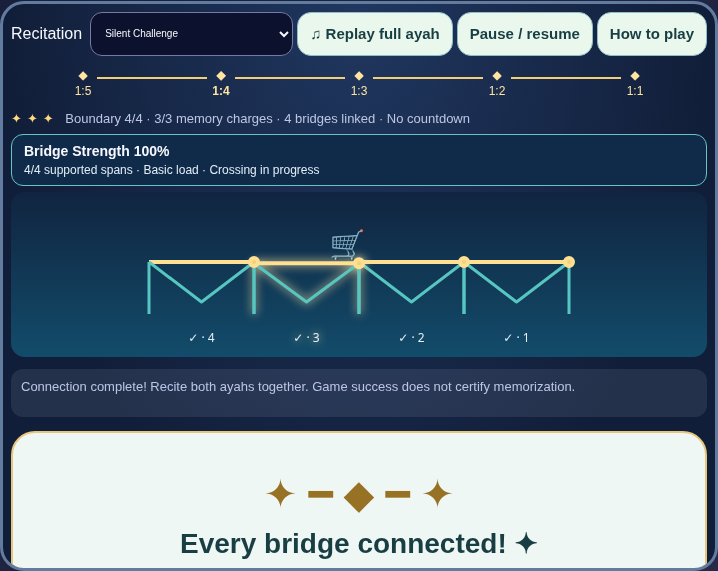 Recitation Silent Challenge ♫ Replay full ayah Pause / resume How to play
1:5 1:4 1:3 1:2 1:1
✦ ✦ ✦ Boundary 4/4 · 3/3 memory charges · 4 bridges linked · No countdown
Bridge Strength 100%
4/4 supported spans · Basic load · Crossing in progress
✓ · 4 ✓ · 3 ✓ · 2 ✓ · 1
Connection complete! Recite both ayahs together. Game success does not certify memorization.
Every bridge connected! ✦